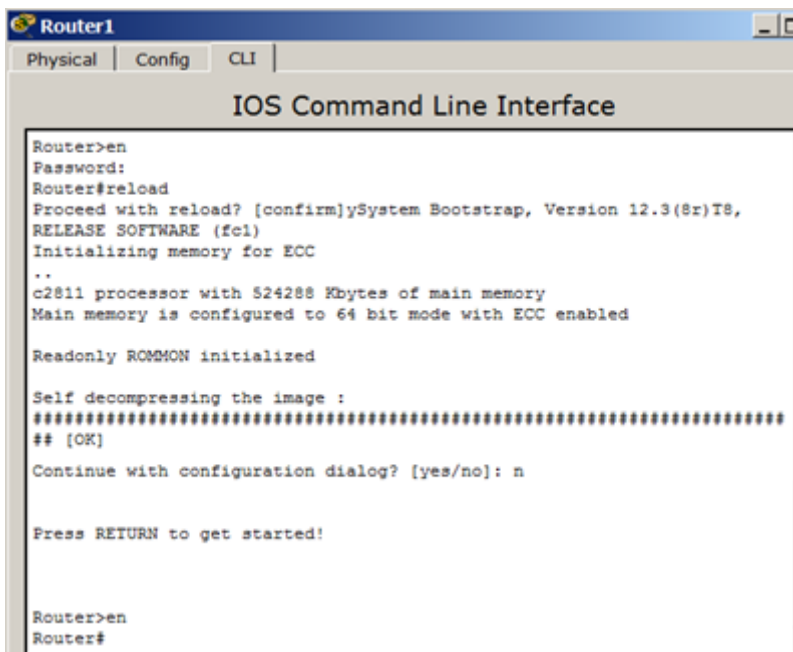 Router1
Physical Config CLI
IOS Command Line Interface
Router>en
Password:
Router#reload
Proceed with reload? [confirm]ySystem Bootstrap, Version 12.3(8r)T8,
RELEASE SOFTWARE (fc1)
Initializing memory for ECC
..
c2811 processor with 524288 Kbytes of main memory
Main memory is configured to 64 bit mode with ECC enabled
Readonly ROMMON initialized
Self decompressing the image :
########################################################################
## [OK]
Continue with configuration dialog? [yes/no]: n
Press RETURN to get started!
Router>en
Router#